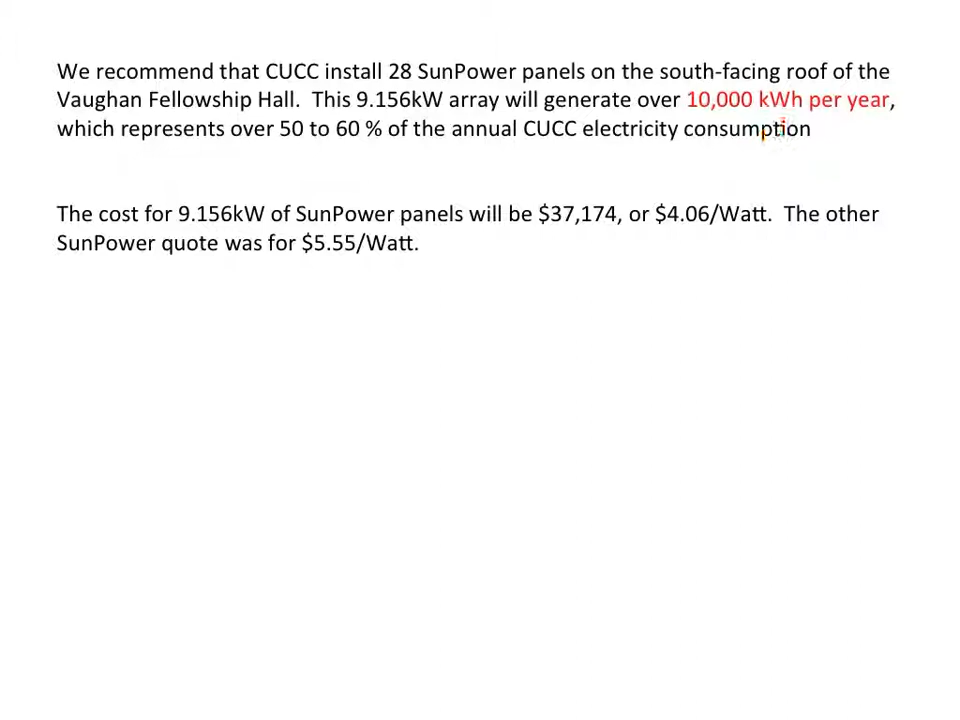 We recommend that CUCC install 28 SunPower panels on the south-facing roof of the
Vaughan Fellowship Hall.  This 9.156kW array will generate over 10,000 kWh per year,
which represents over 50 to 60 % of the annual CUCC electricity consumption
The cost for 9.156kW of SunPower panels will be $37,174, or $4.06/Watt.  The other
SunPower quote was for $5.55/Watt.